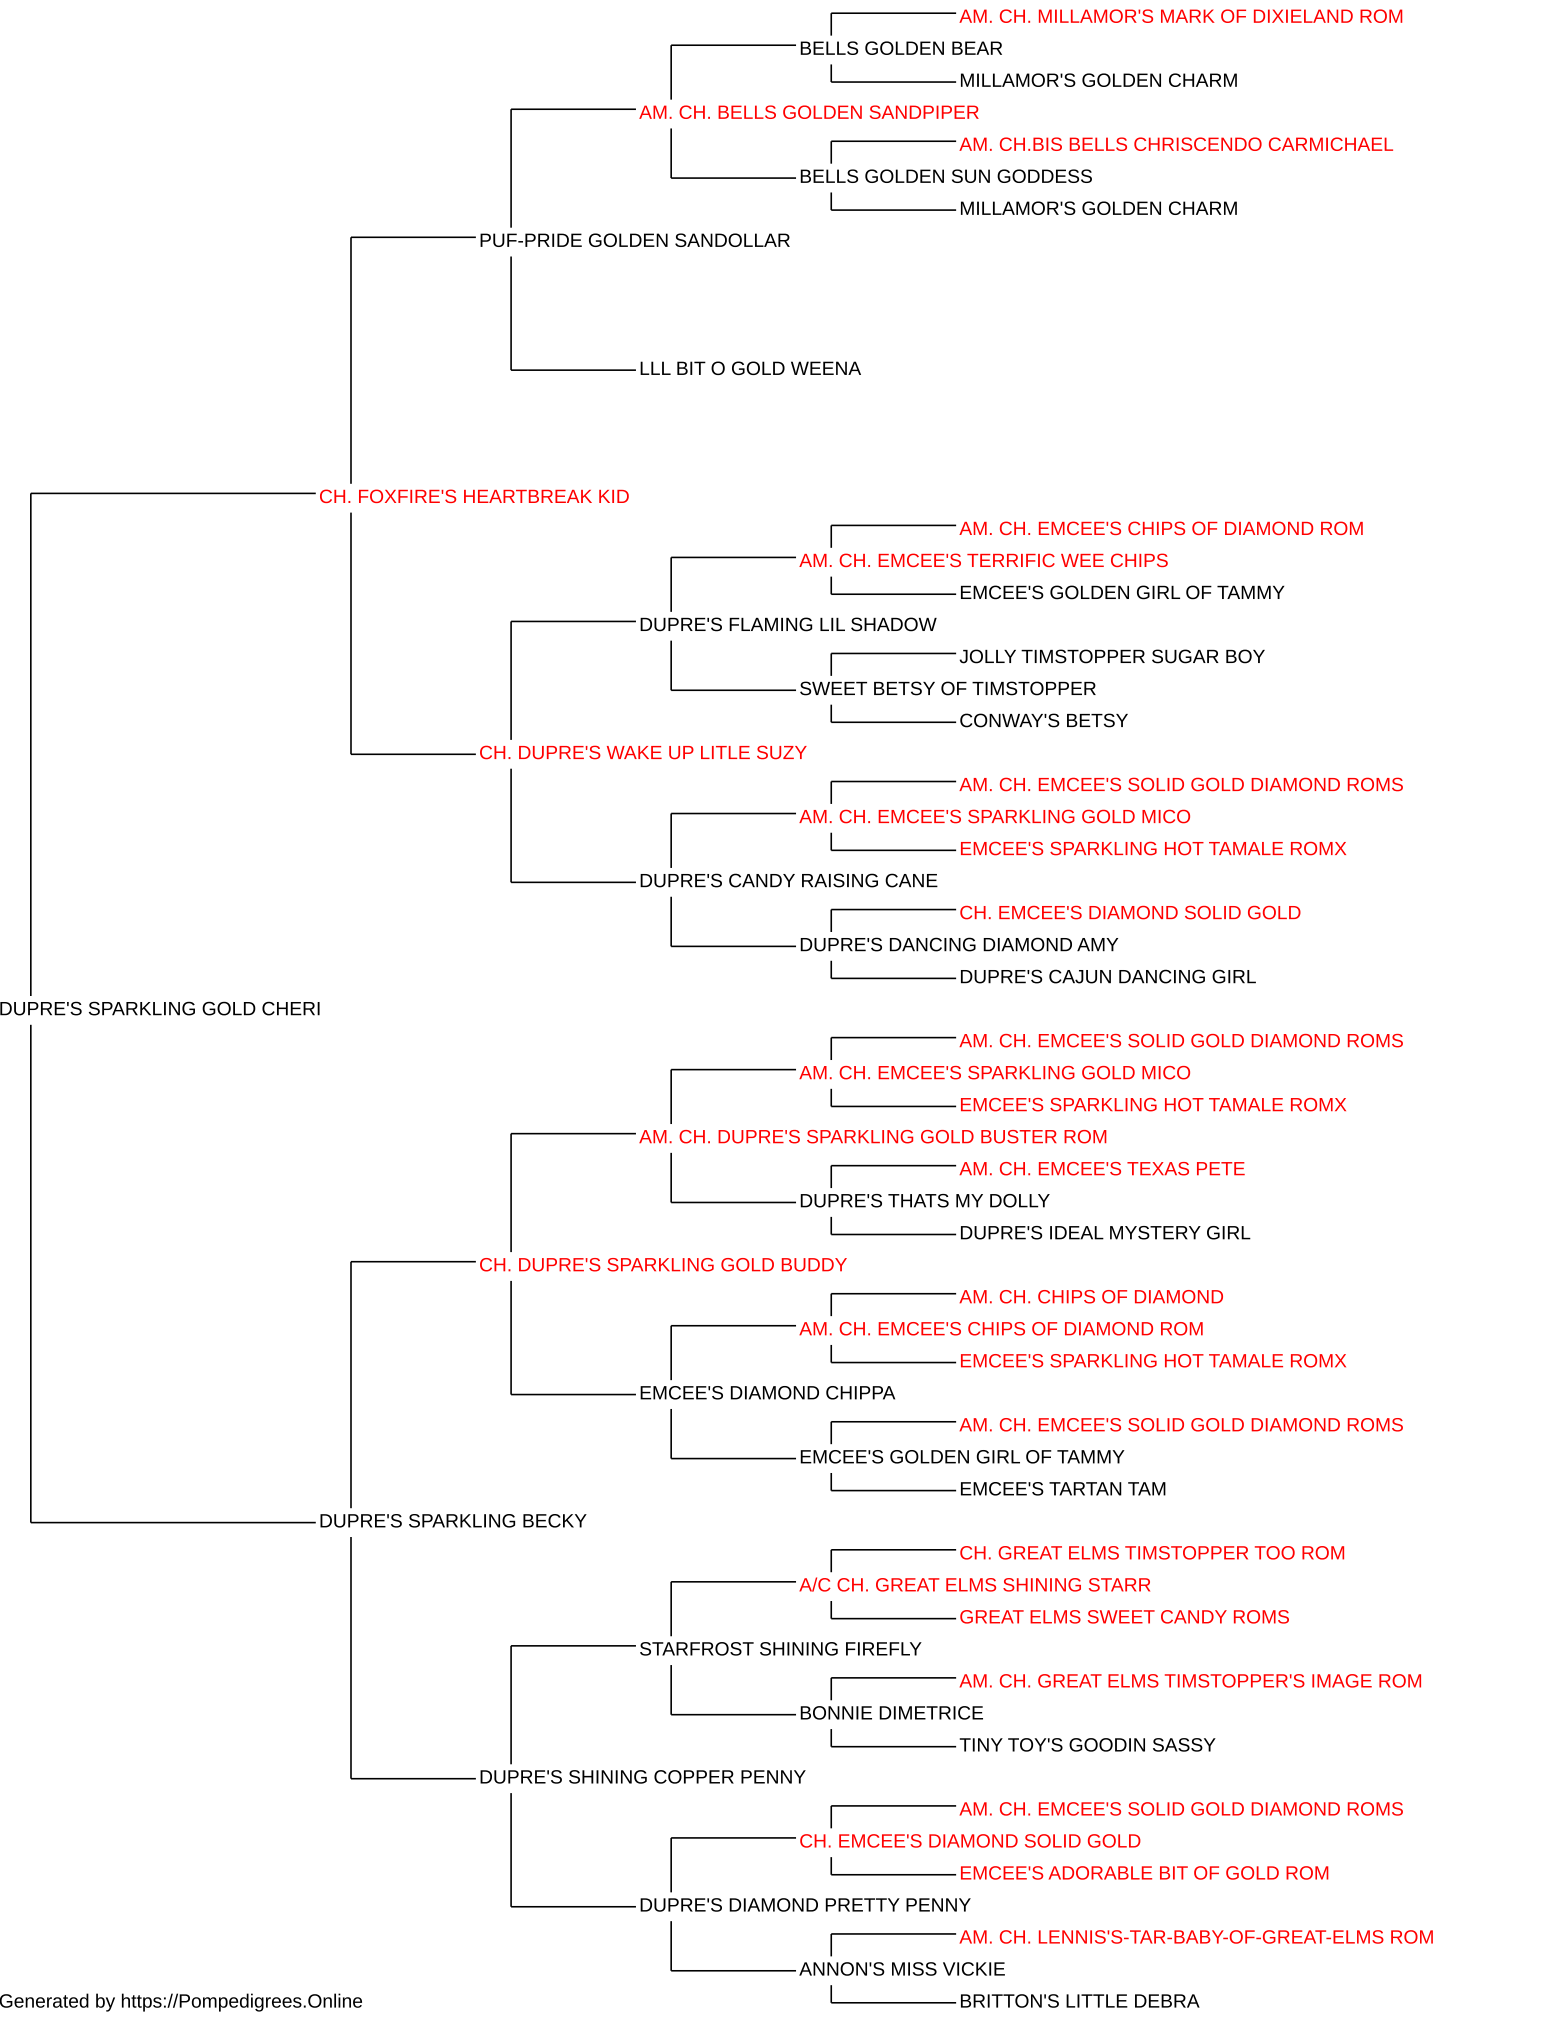 AM. CH. MILLAMOR'S MARK OF DIXIELAND ROM
BELLS GOLDEN BEAR
MILLAMOR'S GOLDEN CHARM
AM. CH. BELLS GOLDEN SANDPIPER
AM. CH.BIS BELLS CHRISCENDO CARMICHAEL
BELLS GOLDEN SUN GODDESS
MILLAMOR'S GOLDEN CHARM
PUF-PRIDE GOLDEN SANDOLLAR
LLL BIT O GOLD WEENA
CH. FOXFIRE'S HEARTBREAK KID
AM. CH. EMCEE'S CHIPS OF DIAMOND ROM
AM. CH. EMCEE'S TERRIFIC WEE CHIPS
EMCEE'S GOLDEN GIRL OF TAMMY
DUPRE'S FLAMING LIL SHADOW
JOLLY TIMSTOPPER SUGAR BOY
SWEET BETSY OF TIMSTOPPER
CONWAY'S BETSY
CH. DUPRE'S WAKE UP LITLE SUZY
AM. CH. EMCEE'S SOLID GOLD DIAMOND ROMS
AM. CH. EMCEE'S SPARKLING GOLD MICO
EMCEE'S SPARKLING HOT TAMALE ROMX
DUPRE'S CANDY RAISING CANE
CH. EMCEE'S DIAMOND SOLID GOLD
DUPRE'S DANCING DIAMOND AMY
DUPRE'S CAJUN DANCING GIRL
DUPRE'S SPARKLING GOLD CHERI
AM. CH. EMCEE'S SOLID GOLD DIAMOND ROMS
AM. CH. EMCEE'S SPARKLING GOLD MICO
EMCEE'S SPARKLING HOT TAMALE ROMX
AM. CH. DUPRE'S SPARKLING GOLD BUSTER ROM
AM. CH. EMCEE'S TEXAS PETE
DUPRE'S THATS MY DOLLY
DUPRE'S IDEAL MYSTERY GIRL
CH. DUPRE'S SPARKLING GOLD BUDDY
AM. CH. CHIPS OF DIAMOND
AM. CH. EMCEE'S CHIPS OF DIAMOND ROM
EMCEE'S SPARKLING HOT TAMALE ROMX
EMCEE'S DIAMOND CHIPPA
AM. CH. EMCEE'S SOLID GOLD DIAMOND ROMS
EMCEE'S GOLDEN GIRL OF TAMMY
EMCEE'S TARTAN TAM
DUPRE'S SPARKLING BECKY
CH. GREAT ELMS TIMSTOPPER TOO ROM
A/C CH. GREAT ELMS SHINING STARR
GREAT ELMS SWEET CANDY ROMS
STARFROST SHINING FIREFLY
AM. CH. GREAT ELMS TIMSTOPPER'S IMAGE ROM
BONNIE DIMETRICE
TINY TOY'S GOODIN SASSY
DUPRE'S SHINING COPPER PENNY
AM. CH. EMCEE'S SOLID GOLD DIAMOND ROMS
CH. EMCEE'S DIAMOND SOLID GOLD
EMCEE'S ADORABLE BIT OF GOLD ROM
DUPRE'S DIAMOND PRETTY PENNY
AM. CH. LENNIS'S-TAR-BABY-OF-GREAT-ELMS ROM
ANNON'S MISS VICKIE
BRITTON'S LITTLE DEBRA
Generated by https://Pompedigrees.Online